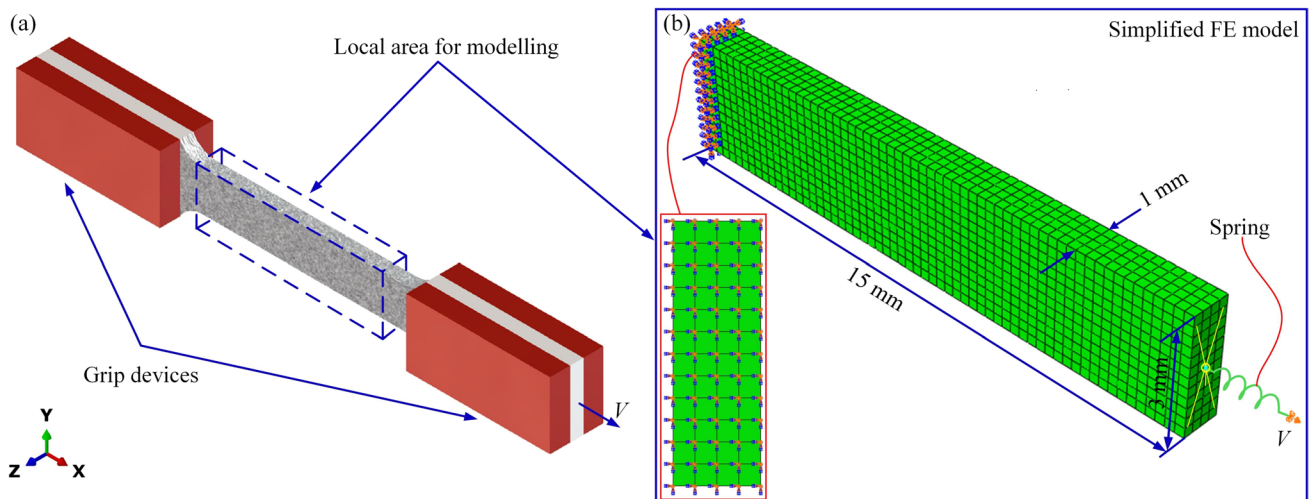 (a)
Local area for modelling
Grip devices
V
Y
Z
X
(b)
Simplified FE model
1 mm
Spring
15 mm
3 mm
V